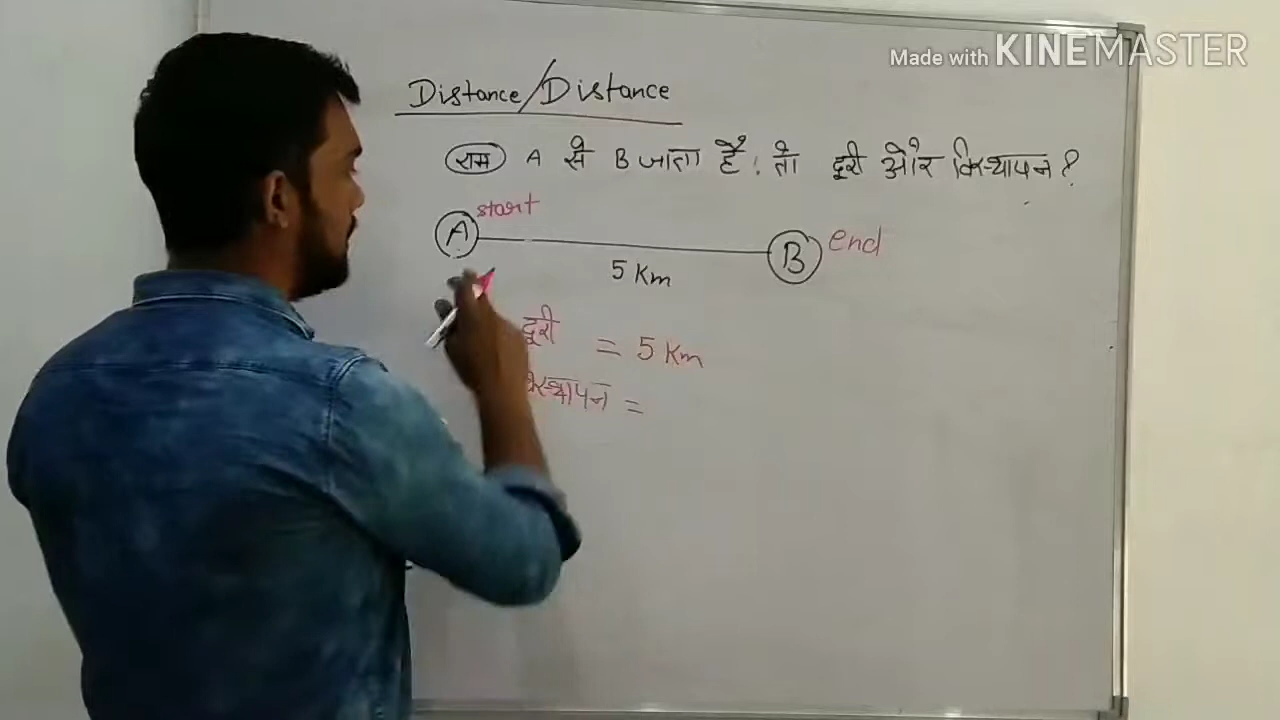 Made with KINEMASTER
Distance/Distance
राम A से B जाता है। तो दूरी और विस्थापन?
A start
B end
5 Km
दूरी = 5 Km
विस्थापन =